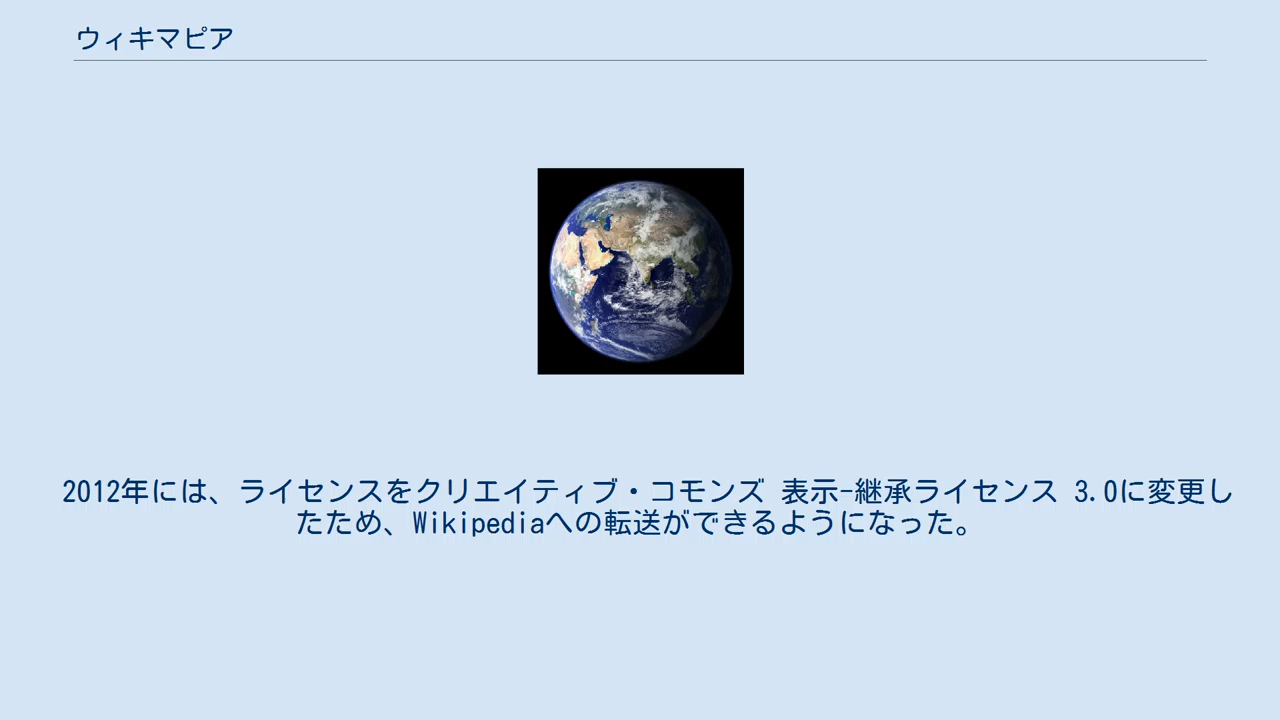 ウィキマピア
2012年には、ライセンスをクリエイティブ・コモンズ 表示-継承ライセンス 3.0に変更し
たため、Wikipediaへの転送ができるようになった。